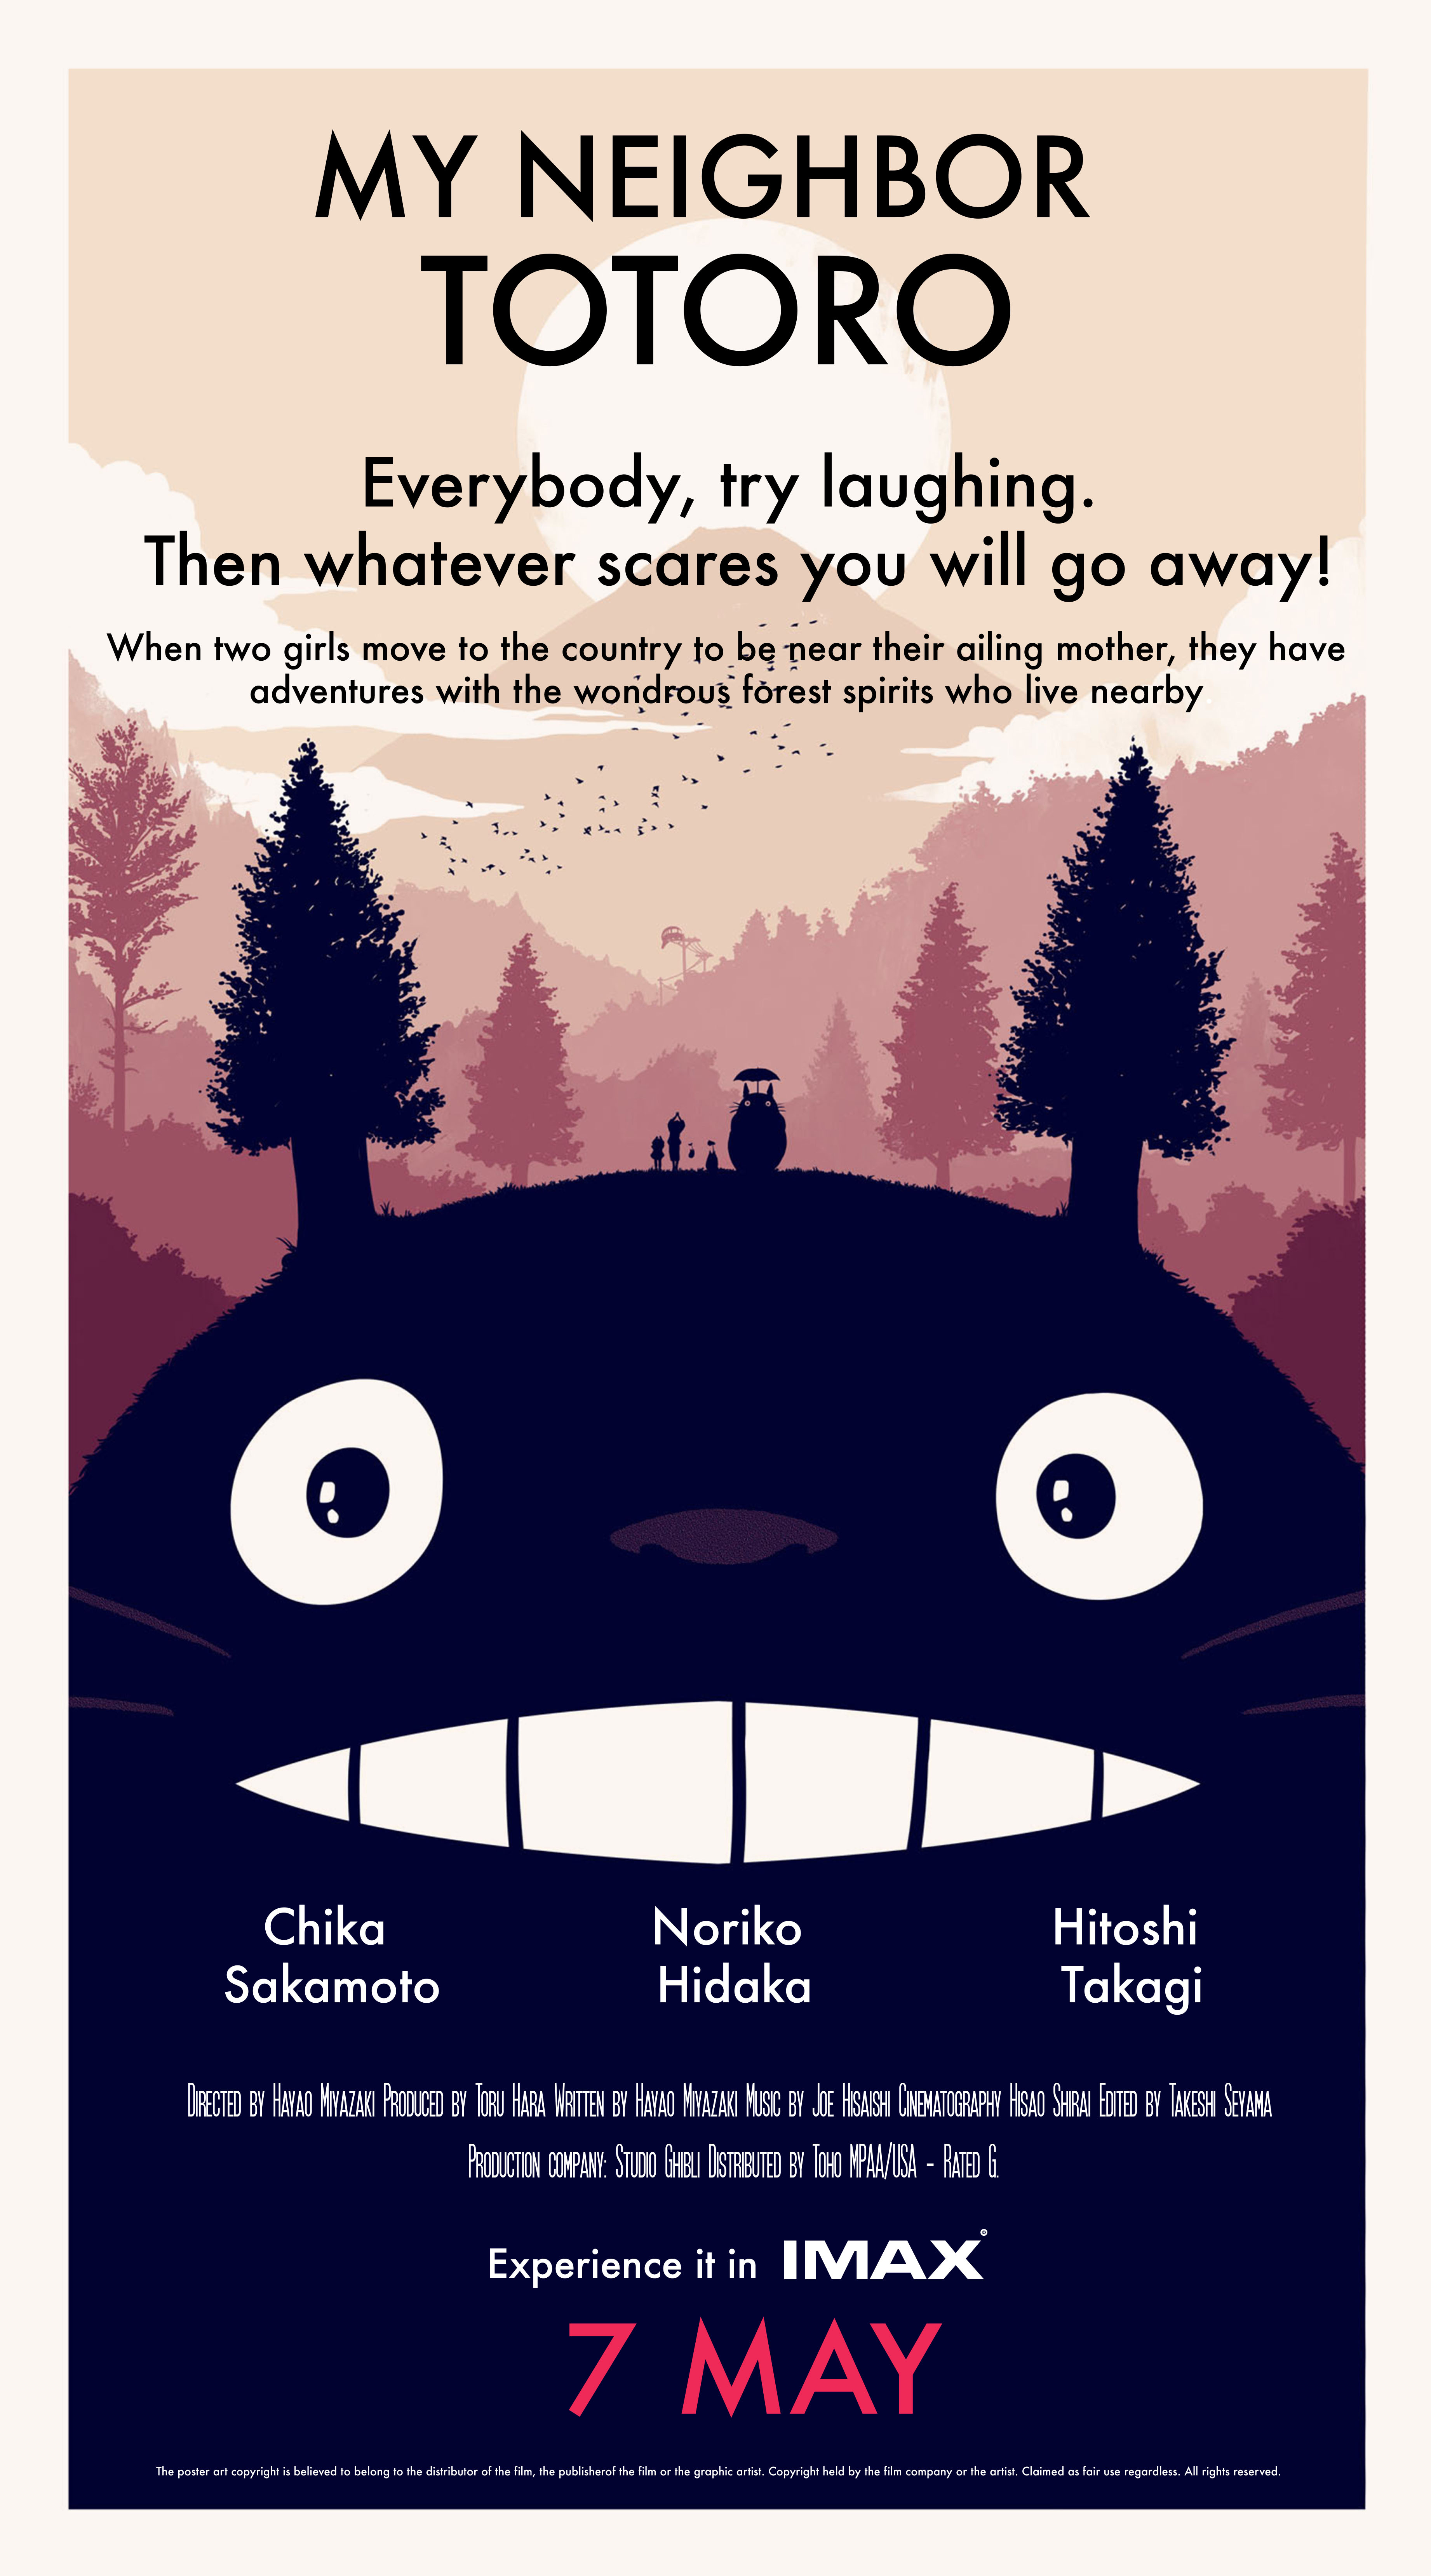 MY NEIGHBOR
TOTORO
Everybody, try laughing.
Then whatever scares you will go away!
When two girls move to the country to be near their ailing mother, they have
adventures with the wondrous forest spirits who live nearby
Chika
Sakamoto
Noriko
Hidaka
Hitoshi
Takagi
DIRECTED BY HAYAO MIYAZAKI PRODUCED BY TORU HARA WRITTEN BY HAYAO MIYAZAKI MUSIC BY JOE HISAISHI CINEMATOGRAPHY HISAO SHIRAI EDITED BY TAKESHI SEYAMA
PRODUCTION COMPANY: STUDIO GHIBLI DISTRIBUTED BY TOHO MPAA/USA - RATED G.
Experience it in IMAX®
7 MAY
The poster art copyright is believed to belong to the distributor of the film, the publisherof the film or the graphic artist. Copyright held by the film company or the artist. Claimed as fair use regardless. All rights reserved.